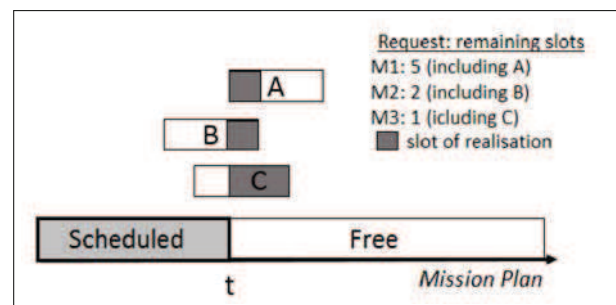 Request: remaining slots
M1: 5 (including A)
M2: 2 (including B)
M3: 1 (icluding C)
slot of realisation
A
B
C
Scheduled
Free
t
Mission Plan